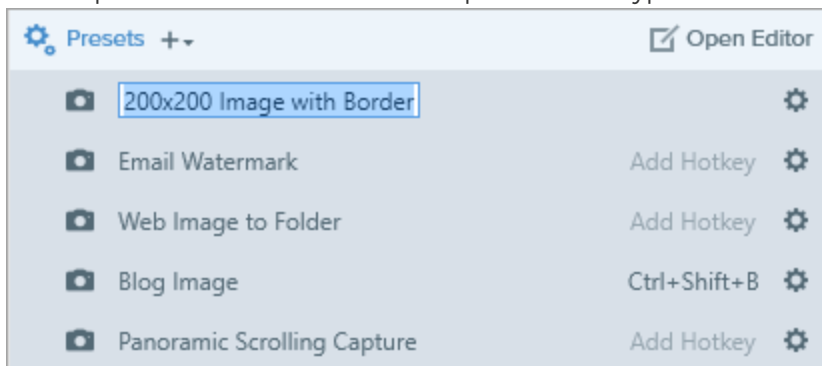 Presets Open Editor
200x200 Image with Border
Email Watermark Add Hotkey
Web Image to Folder Add Hotkey
Blog Image Ctrl+Shift+B
Panoramic Scrolling Capture Add Hotkey